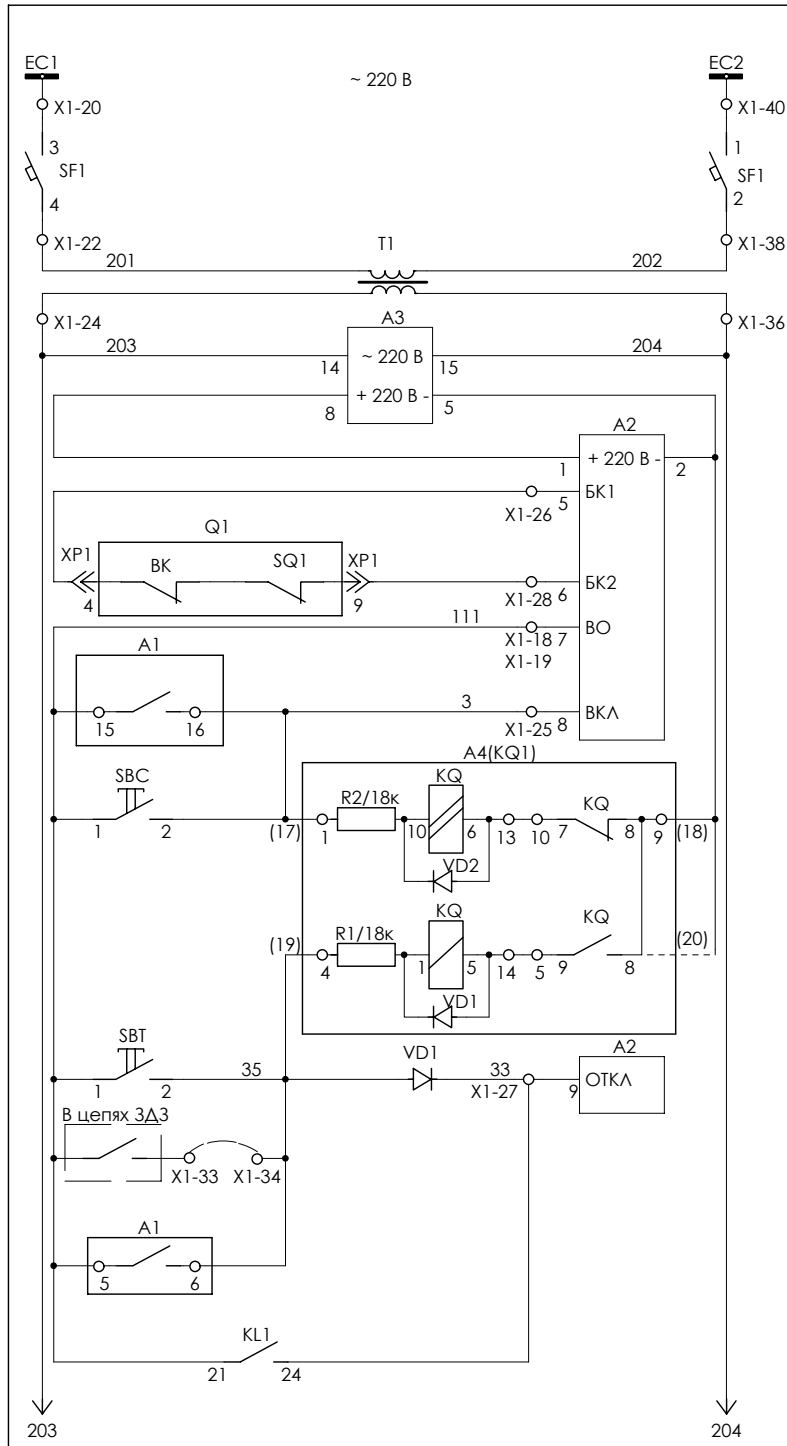 EC1 ~ 220 В EC2
X1-20 X1-40
3 1
SF1 SF1
4 2
X1-22 T1 X1-38
201 202
X1-24 A3 X1-36
203 ~ 220 В 204
14 15
8 + 220 В - 5
A2
1 + 220 В - 2
X1-26 5 БК1
Q1
XP1 ВК SQ1 XP1
4 9 X1-28 6 БК2
111 X1-18 7 ВО
X1-19
A1
15 16 3 X1-25 8 ВКЛ
A4(KQ1)
SBC R2/18к KQ KQ
1 2 (17) 1 10 6 13 10 7 8 9 (18)
VD2
KQ KQ
(19) R1/18к (20)
4 1 5 14 5 9 8
VD1
SBT VD1 A2
1 2 35 33 9 ОТКЛ
X1-27
В цепях ЗДЗ
X1-33 X1-34
A1
5 6
KL1
21 24
203 204